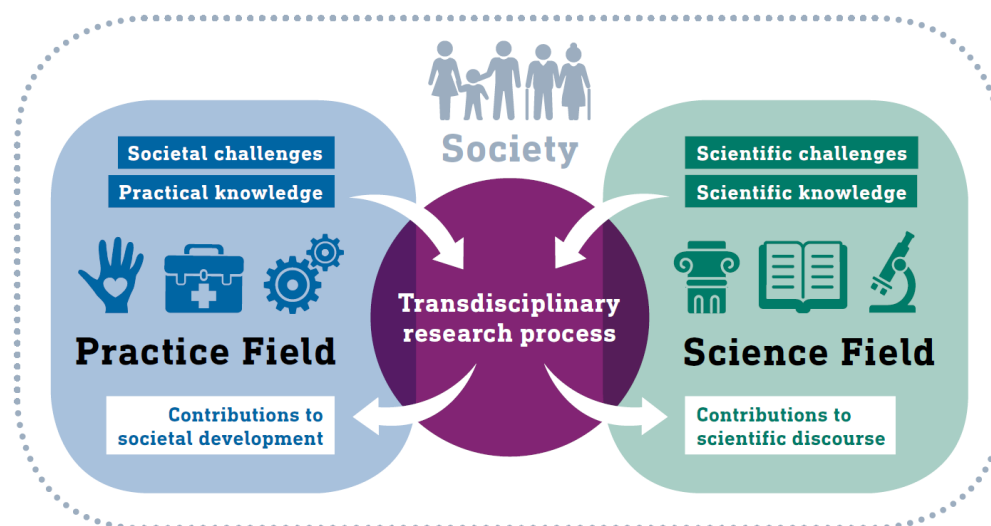 Society
Societal challenges
Practical knowledge
Practice Field
Contributions to
societal development
Transdisciplinary
research process
Scientific challenges
Scientific knowledge
Science Field
Contributions to
scientific discourse